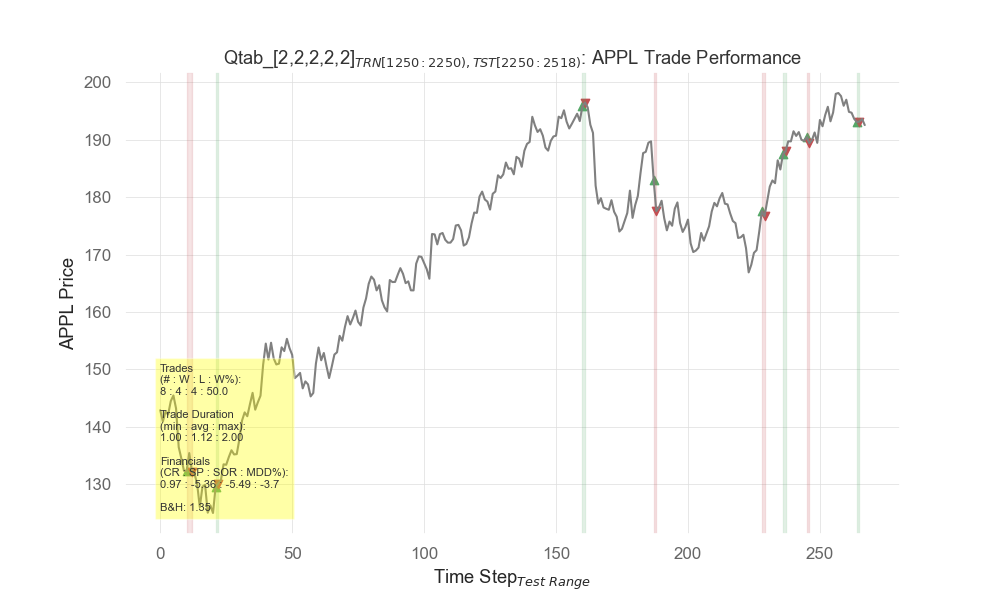 Qtab_[2,2,2,2,2]TRN[1250:2250),TST[2250:2518): APPL Trade Performance
200
190
180
170
160
150
140
130
APPL Price
Trades
(# : W : L : W%):
8 : 4 : 4 : 50.0
Trade Duration
(min : avg : max):
1.00 : 1.12 : 2.00
Financials
(CR : SP : SOR : MDD%):
0.97 : -5.36 : -5.49 : -3.7
B&H: 1.35
0 50 100 150 200 250
Time StepTest Range